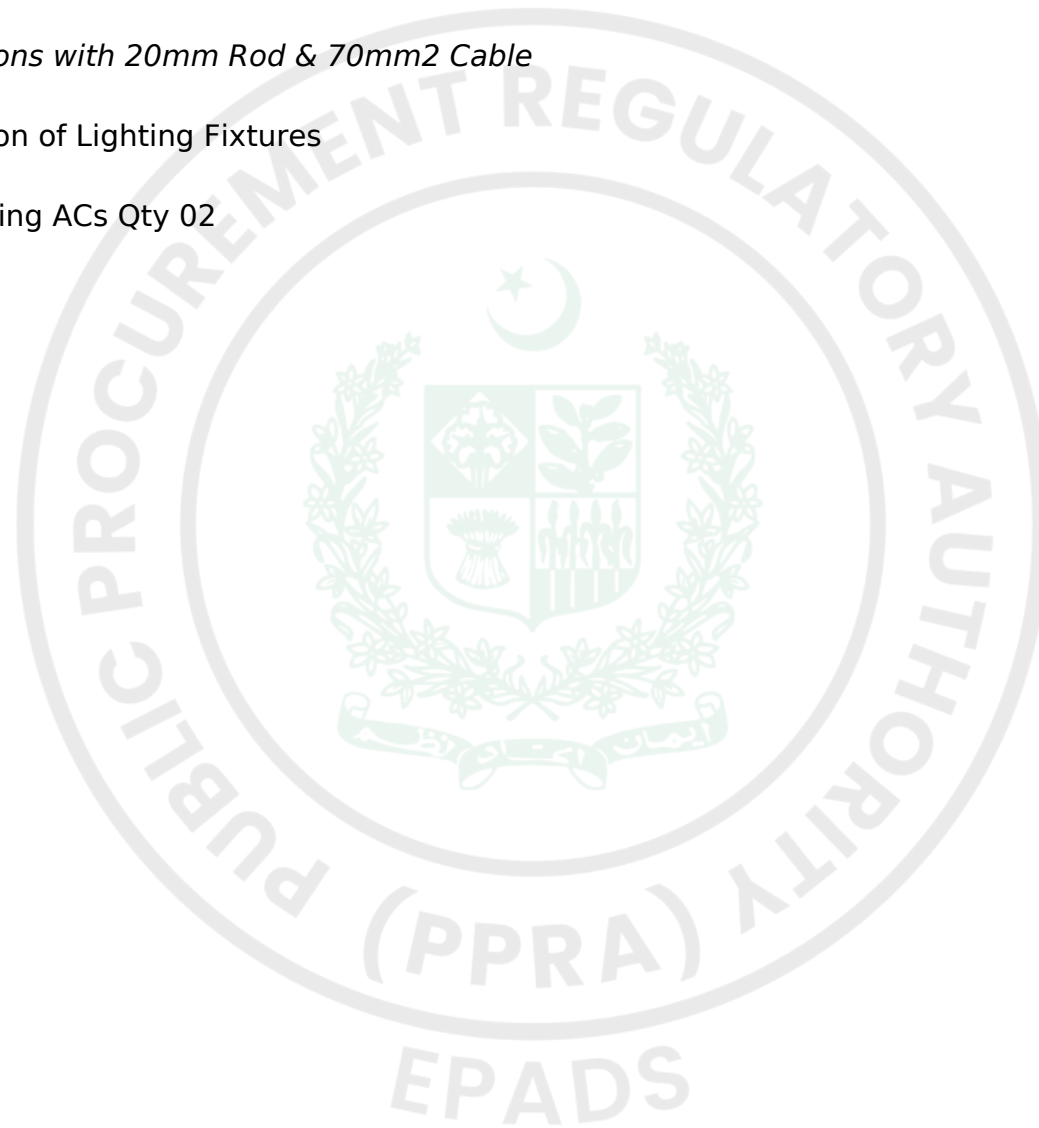 ons with 20mm Rod & 70mm2 Cable
on of Lighting Fixtures
ing ACs Qty 02
PUBLIC PROCUREMENT REGULATORY AUTHORITY
(PPRA)
EPADS